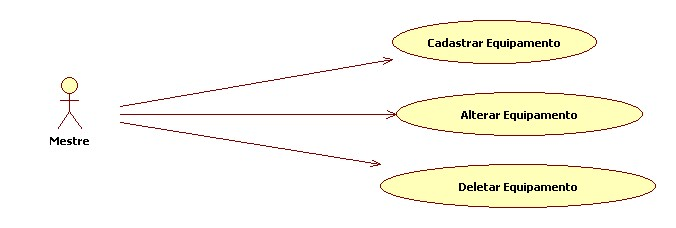 Cadastrar Equipamento
Alterar Equipamento
Mestre
Deletar Equipamento